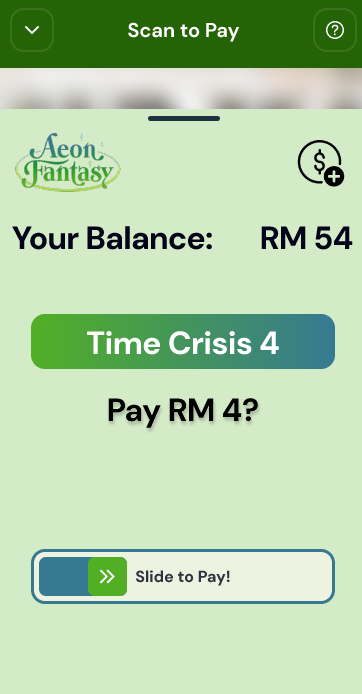 Scan to Pay
Aeon
Fantasy
Your Balance: RM 54
Time Crisis 4
Pay RM 4?
Slide to Pay!